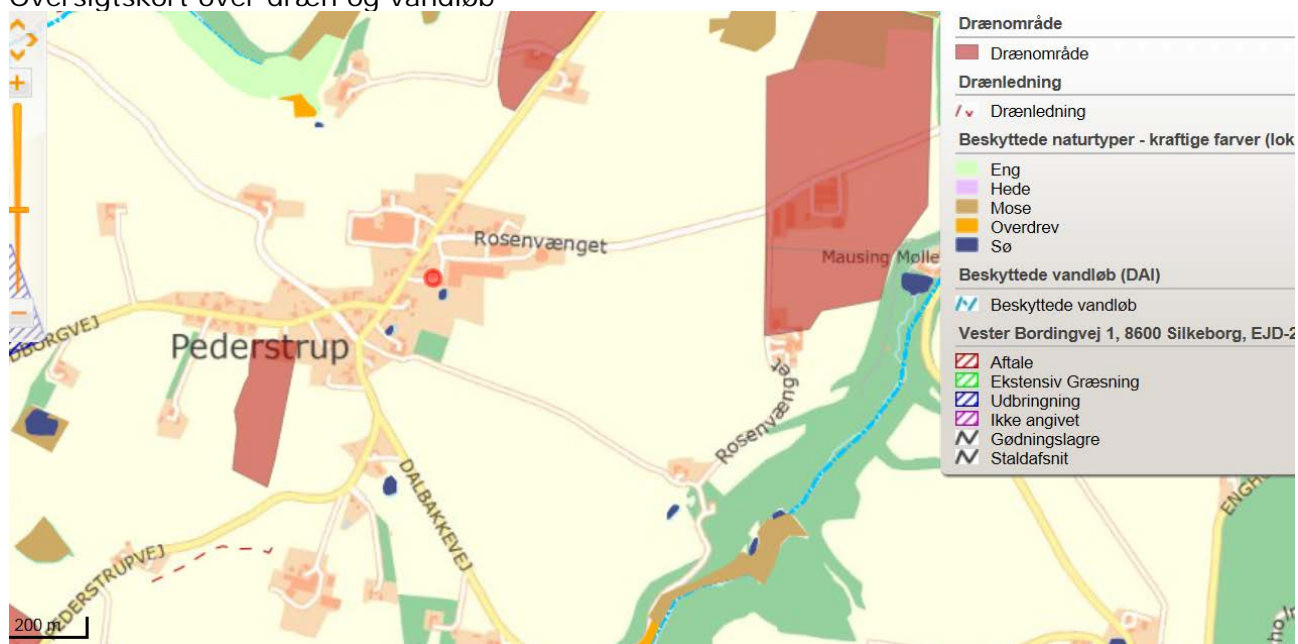 Oversigtskort over dræn og vandløb
Drænområde
Drænområde
Drænledning
Drænledning
Beskyttede naturtyper - kraftige farver (lok
Eng
Hede
Mose
Overdrev
Sø
Beskyttede vandløb (DAI)
Beskyttede vandløb
Vester Bordingvej 1, 8600 Silkeborg, EJD-2
Aftale
Ekstensiv Græsning
Udbringning
Ikke angivet
Gødningslagre
Staldafsnit
Rosenvænget
Mausing Mølle
Pederstrup
Rosenvænget
DALBAKKEVEJ
200 m